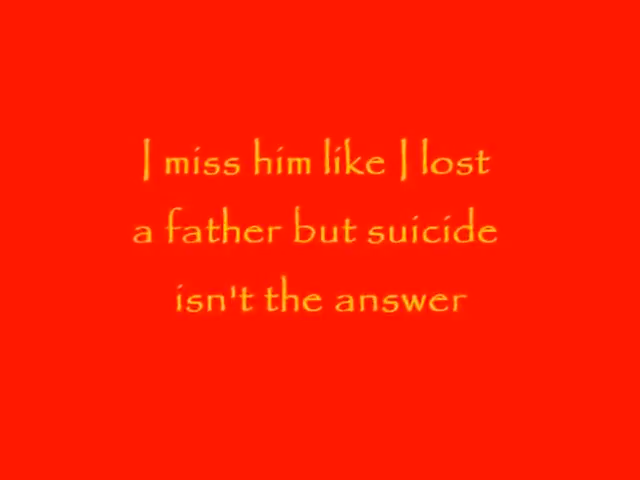 I miss him like I lost
a father but suicide
isn't the answer